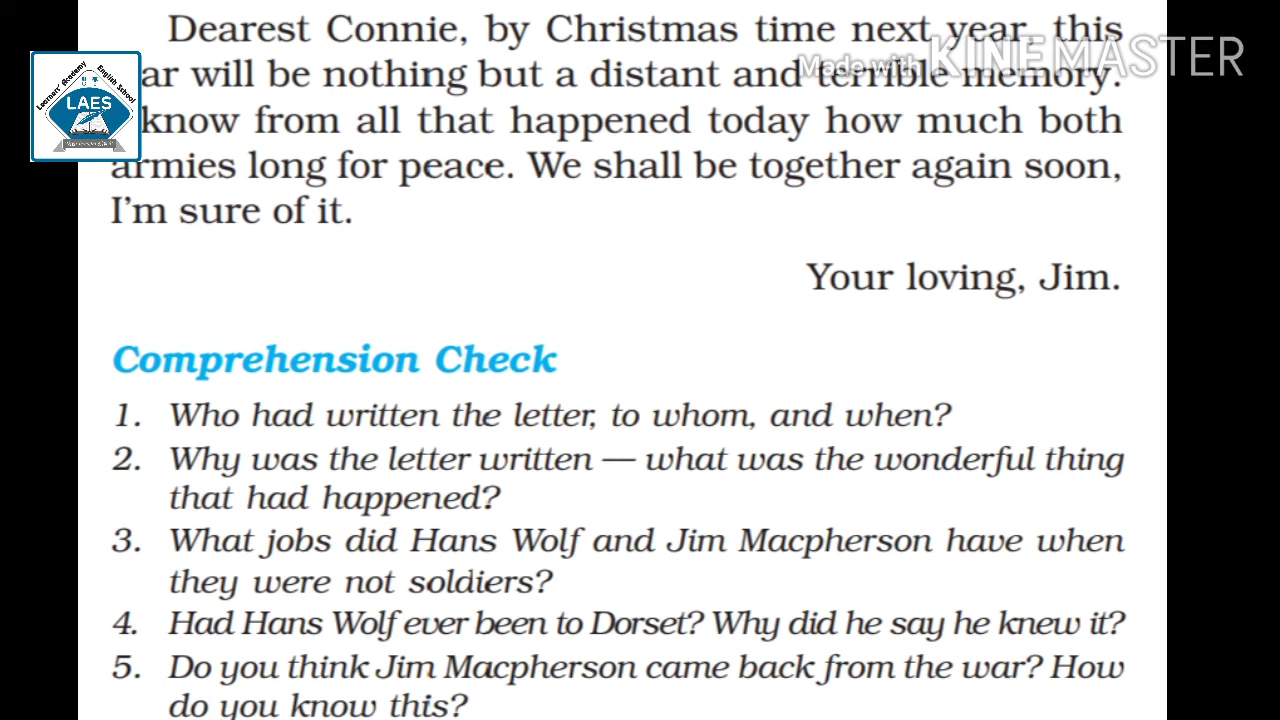 Dearest Connie, by Christmas time next year, this
Made with KINEMASTER
ar will be nothing but a distant and terrible memory.
know from all that happened today how much both
armies long for peace. We shall be together again soon,
I'm sure of it.
Learners' Academy English School
LAES
Your loving, Jim.
Comprehension Check
1. Who had written the letter, to whom, and when?
2. Why was the letter written — what was the wonderful thing
that had happened?
3. What jobs did Hans Wolf and Jim Macpherson have when
they were not soldiers?
4. Had Hans Wolf ever been to Dorset? Why did he say he knew it?
5. Do you think Jim Macpherson came back from the war? How
do you know this?